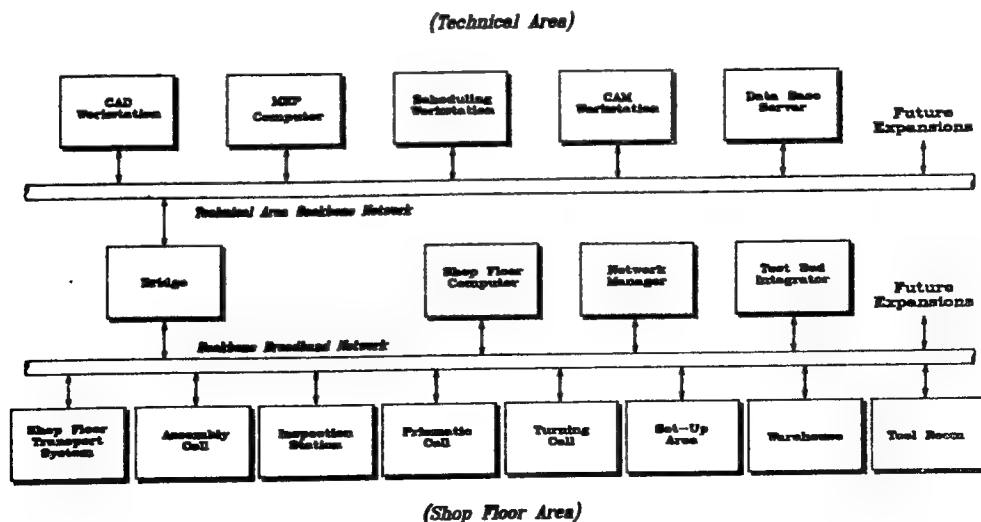 (Technical Area)
CAD
Workstation
MRP
Computer
Scheduling
Workstation
CAM
Workstation
Data Base
Server
Future
Expansions
Technical Area Backbone Network
Bridge
Shop Floor
Computer
Network
Manager
Test Bed
Integrator
Future
Expansions
Backbone Broadband Network
Shop Floor
Transport
System
Assembly
Cell
Inspection
Station
Prismatic
Cell
Turning
Cell
Set-Up
Area
Warehouse
Tool Room
(Shop Floor Area)